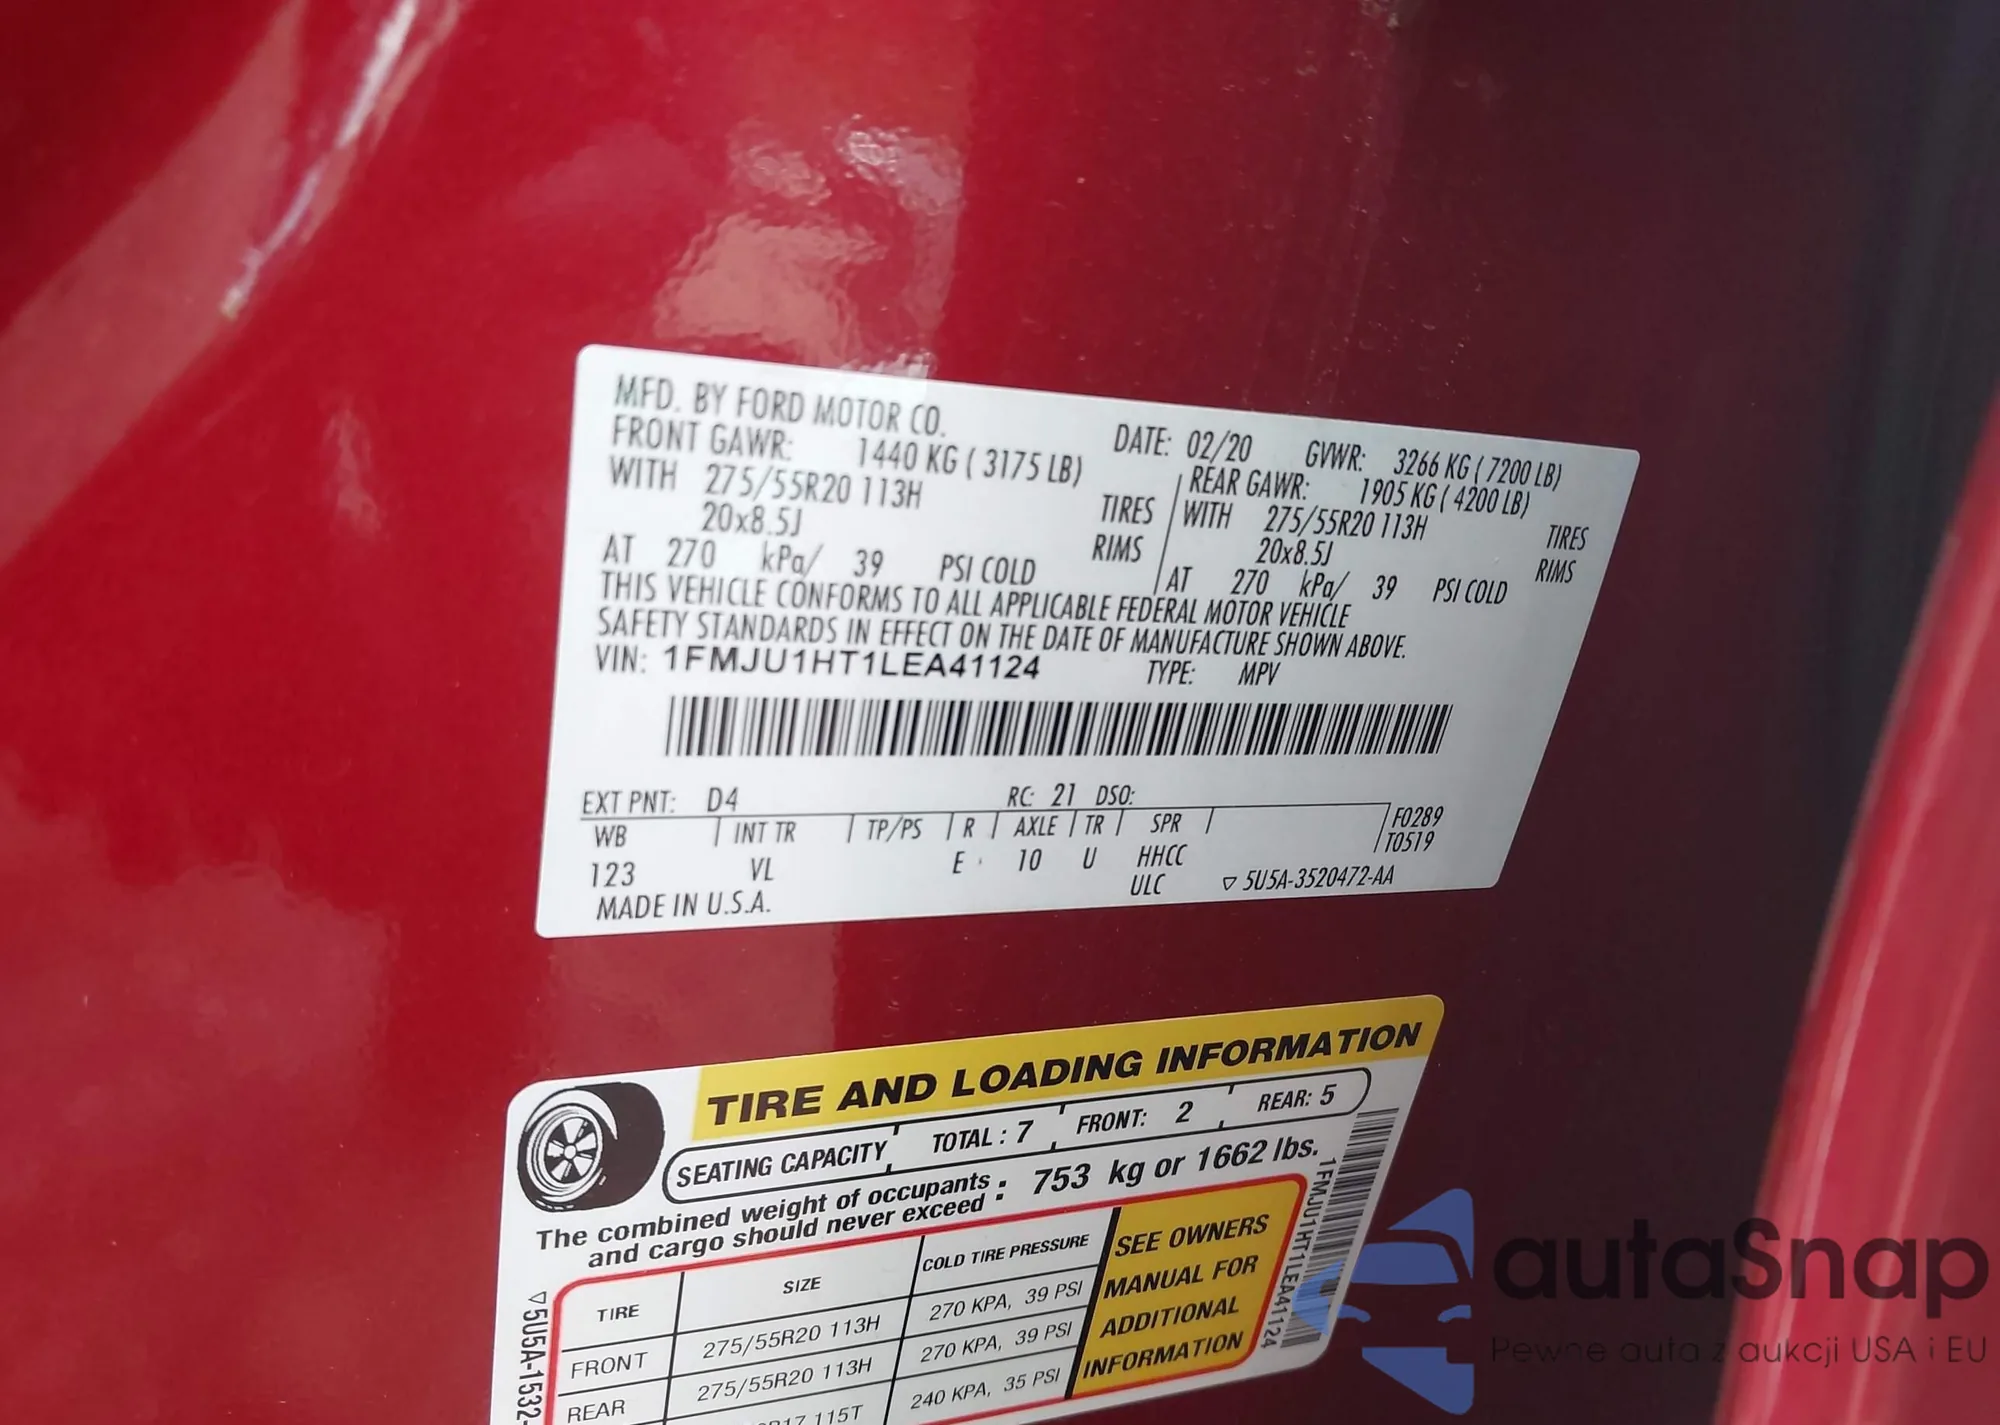 MFD. BY FORD MOTOR CO.
DATE: 02/20 GVWR: 3266 KG ( 7200 LB)
FRONT GAWR: 1440 KG ( 3175 LB)
REAR GAWR: 1905 KG ( 4200 LB)
WITH 275/55R20 113H TIRES
WITH 275/55R20 113H TIRES
20x8.5J RIMS
20x8.5J RIMS
AT 270 kPa/ 39 PSI COLD
AT 270 kPa/ 39 PSI COLD
THIS VEHICLE CONFORMS TO ALL APPLICABLE FEDERAL MOTOR VEHICLE
SAFETY STANDARDS IN EFFECT ON THE DATE OF MANUFACTURE SHOWN ABOVE.
VIN: 1FMJU1HT1LEA41124 TYPE: MPV
EXT PNT: D4 RC: 21 DSO:
WB INT TR TP/PS R AXLE TR SPR F0289
T0519
123 VL E 10 U HHCC
ULC ▽ 5U5A-3520472-AA
MADE IN U.S.A.
TIRE AND LOADING INFORMATION
SEATING CAPACITY TOTAL : 7 FRONT: 2 REAR: 5
The combined weight of occupants
and cargo should never exceed : 753 kg or 1662 lbs.
TIRE SIZE COLD TIRE PRESSURE
FRONT 275/55R20 113H 270 KPA, 39 PSI
REAR 275/55R20 113H 270 KPA, 39 PSI
115T 240 KPA, 35 PSI
SEE OWNERS
MANUAL FOR
ADDITIONAL
INFORMATION
1FMJU1HT1LEA41124
▽5U5A-1532-
autaSnap
Pewne auta z aukcji USA i EU